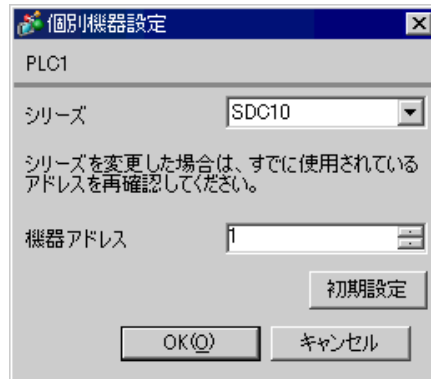 個別機器設定
PLC1
シリーズ
SDC10
シリーズを変更した場合は、すでに使用されている
アドレスを再確認してください。
機器アドレス
1
初期設定
OK(O)
キャンセル